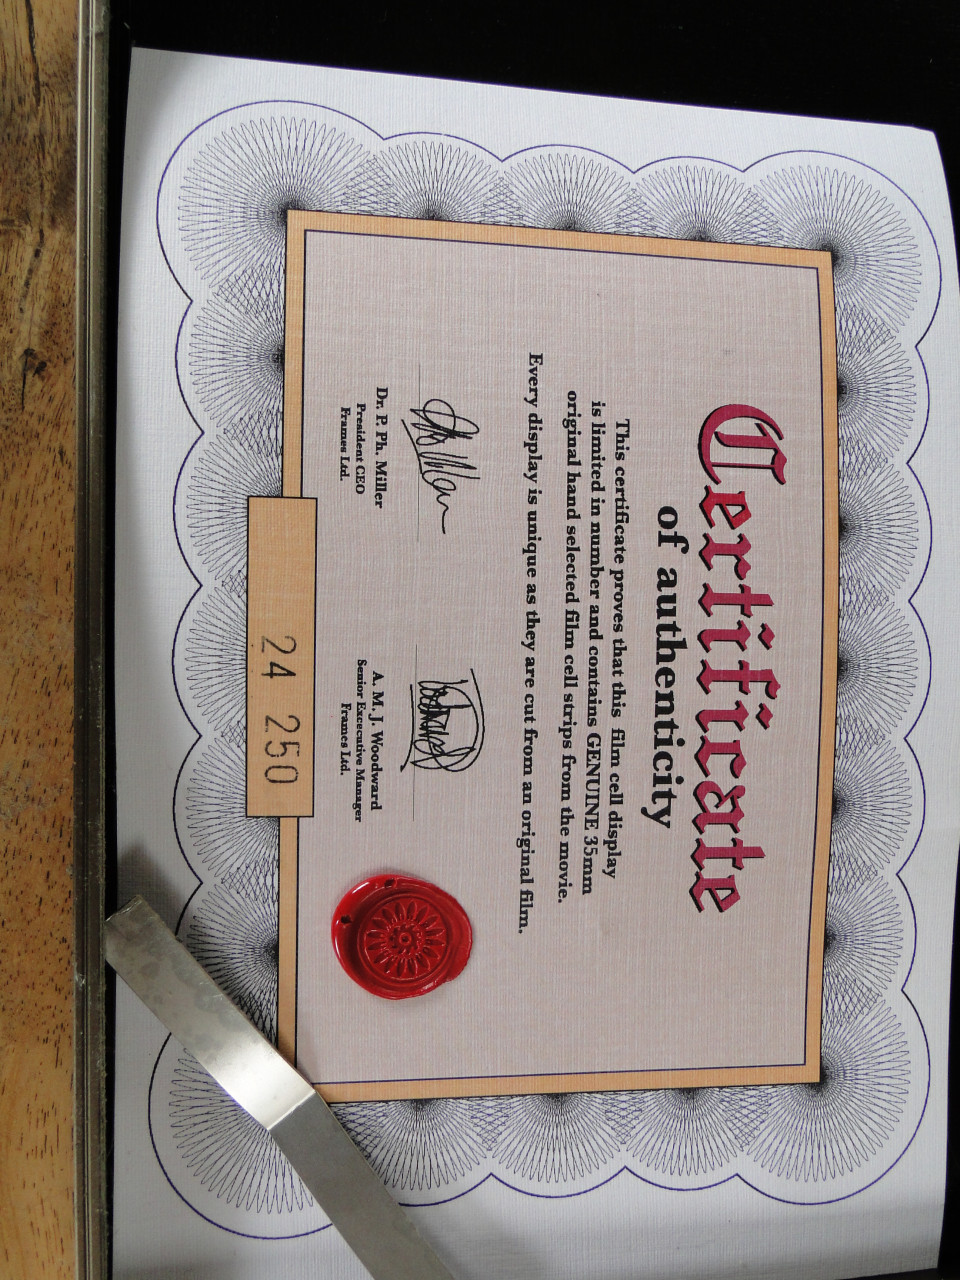 Certificate
of authenticity
This certificate proves that this film cell display
is limited in number and contains GENUINE 35mm
original hand selected film cell strips from the movie.
Every display is unique as they are cut from an original film.
Dr. P. Ph. Miller
President CEO
Frames Ltd.
A. M. J. Woodward
Senior Excecutive Manager
Frames Ltd.
24 250